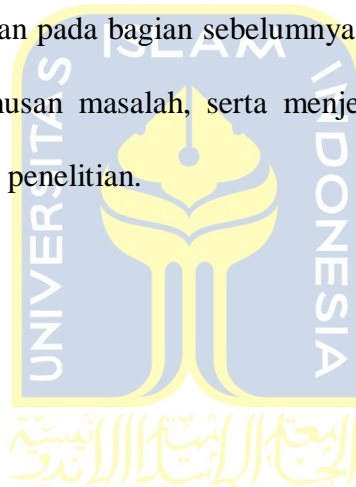 an pada bagian sebelumnya
usan masalah, serta menje
penelitian.
UNIVERSITAS
ISLAM
INDONESIA